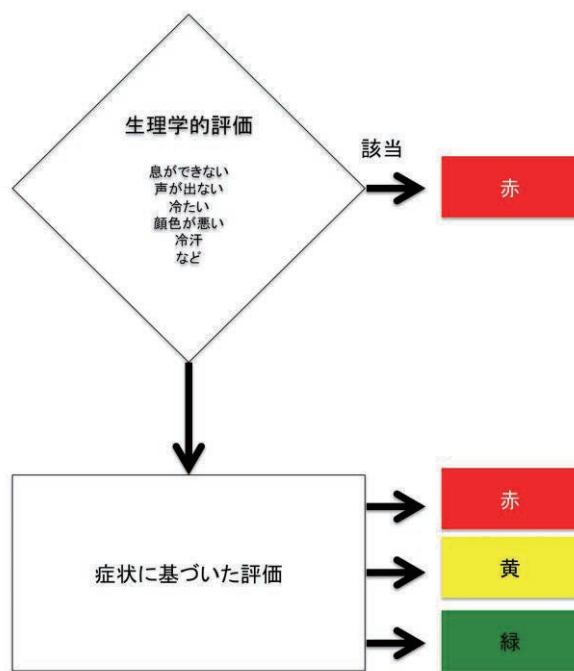 生理学的評価
息ができない
声が出ない
冷たい
顔色が悪い
冷汗
など
該当
赤
症状に基づいた評価
赤
黄
緑